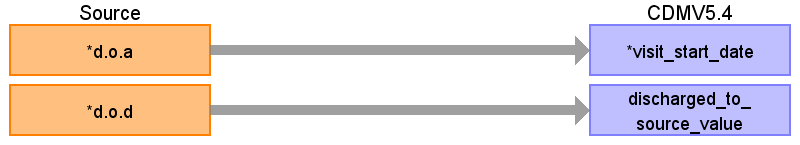 Source
CDMV5.4
*d.o.a
*visit_start_date
*d.o.d
discharged_to_
source_value